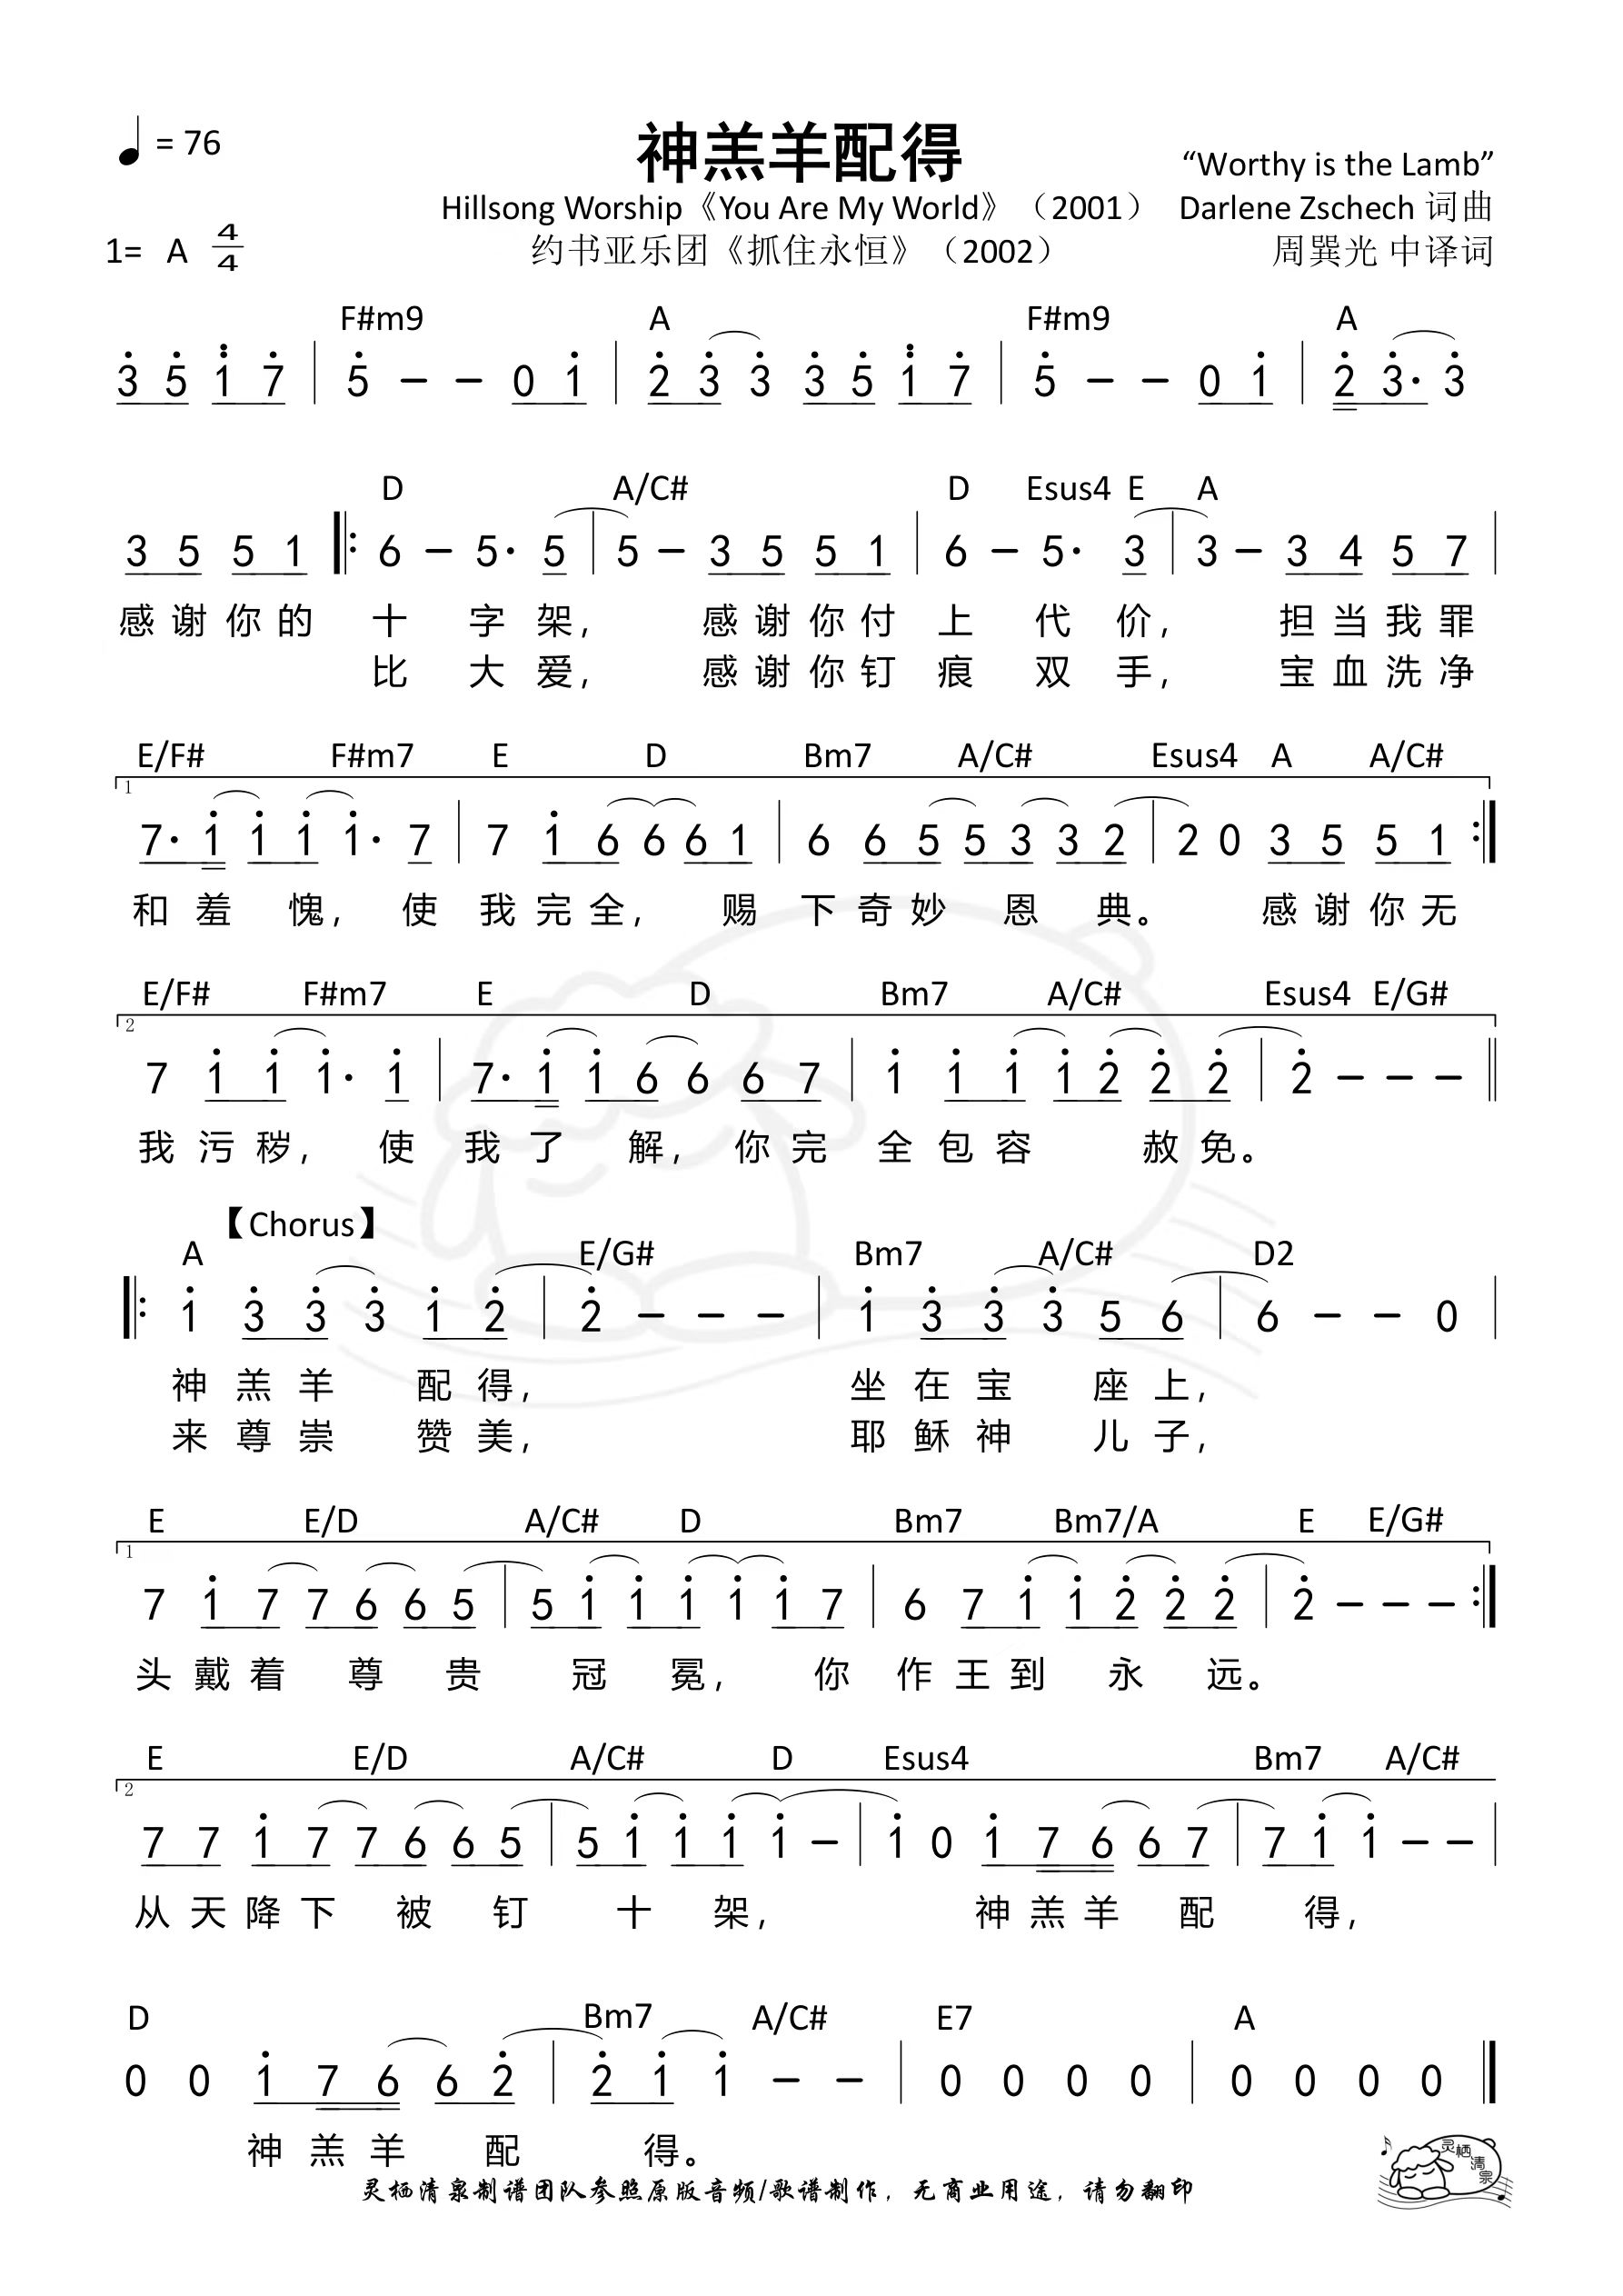 ♩= 76
神羔羊配得
“Worthy is the Lamb”
Hillsong Worship《You Are My World》（2001） Darlene Zschech 词曲
1= A 4/4
约书亚乐团《抓住永恒》（2002）
周巽光 中译词
F#m9 A F#m9 A
3 5 1 7 | 5 – – 0 1 | 2 3 3 3 5 1 7 | 5 – – 0 1 | 2 3· 3
D A/C# D Esus4 E A
3 5 5 1 |: 6 – 5· 5 | 5 – 3 5 5 1 | 6 – 5· 3 | 3 – 3 4 5 7 |
感谢你的 十 字 架， 感谢你付 上 代 价， 担当我罪
比 大 爱， 感谢你钉 痕 双 手， 宝血洗净
E/F# F#m7 E D Bm7 A/C# Esus4 A A/C#
1
7· 1 1 1 1· 7 | 7 1 6 6 6 1 | 6 6 5 5 3 3 2 | 2 0 3 5 5 1 :|
和 羞 愧， 使 我完全， 赐 下奇妙 恩 典。 感谢你无
E/F# F#m7 E D Bm7 A/C# Esus4 E/G#
2
7 1 1 1· 1 | 7· 1 1 6 6 6 7 | 1 1 1 1 2 2 2 | 2 – – – ||
我污秽， 使 我了 解， 你完 全包容 赦免。
【Chorus】
A E/G# Bm7 A/C# D2
|: 1 3 3 3 1 2 | 2 – – – | 1 3 3 3 5 6 | 6 – – 0 |
神羔羊 配得， 坐在宝 座上，
来尊崇 赞美， 耶稣神 儿子，
E E/D A/C# D Bm7 Bm7/A E E/G#
1
7 1 7 7 6 6 5 | 5 1 1 1 1 1 7 | 6 7 1 1 2 2 2 | 2 – – – :|
头戴着 尊 贵 冠 冕， 你 作王到 永 远。
E E/D A/C# D Esus4 Bm7 A/C#
2
7 7 1 7 7 6 6 5 | 5 1 1 1 1 – | 1 0 1 7 6 6 7 | 7 1 1 – – |
从天降下 被 钉 十 架， 神羔羊 配 得，
D Bm7 A/C# E7 A
0 0 1 7 6 6 2 | 2 1 1 – – | 0 0 0 0 | 0 0 0 0 ||
神羔羊 配 得。
灵栖清泉制谱团队参照原版音频/歌谱制作，无商业用途，请勿翻印
灵栖清泉